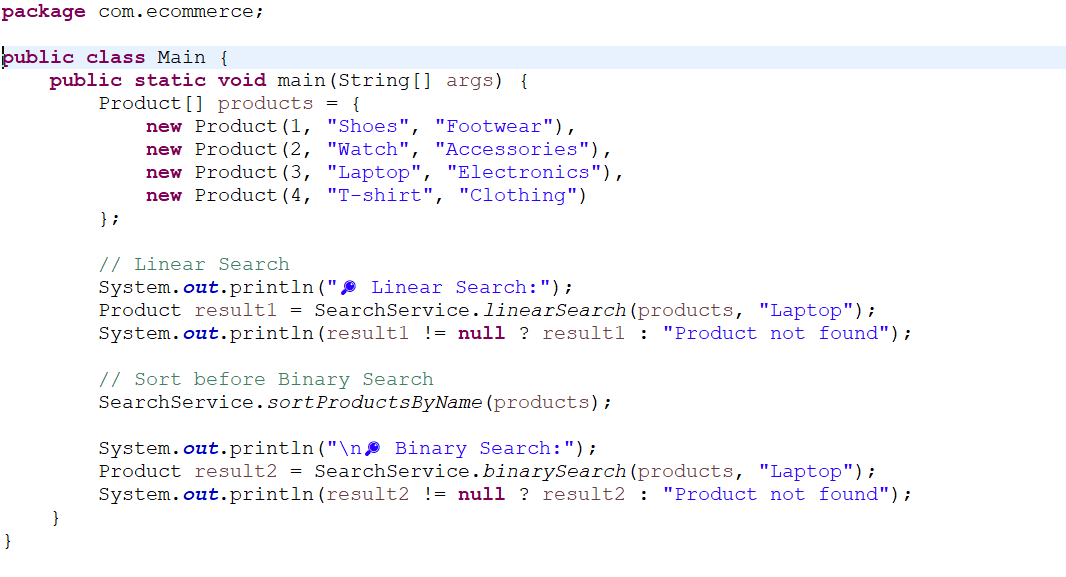 package com.ecommerce;

public class Main {
    public static void main(String[] args) {
        Product[] products = {
            new Product(1, "Shoes", "Footwear"),
            new Product(2, "Watch", "Accessories"),
            new Product(3, "Laptop", "Electronics"),
            new Product(4, "T-shirt", "Clothing")
        };

        // Linear Search
        System.out.println("🔎 Linear Search:");
        Product result1 = SearchService.linearSearch(products, "Laptop");
        System.out.println(result1 != null ? result1 : "Product not found");

        // Sort before Binary Search
        SearchService.sortProductsByName(products);

        System.out.println("\n🔎 Binary Search:");
        Product result2 = SearchService.binarySearch(products, "Laptop");
        System.out.println(result2 != null ? result2 : "Product not found");
    }
}